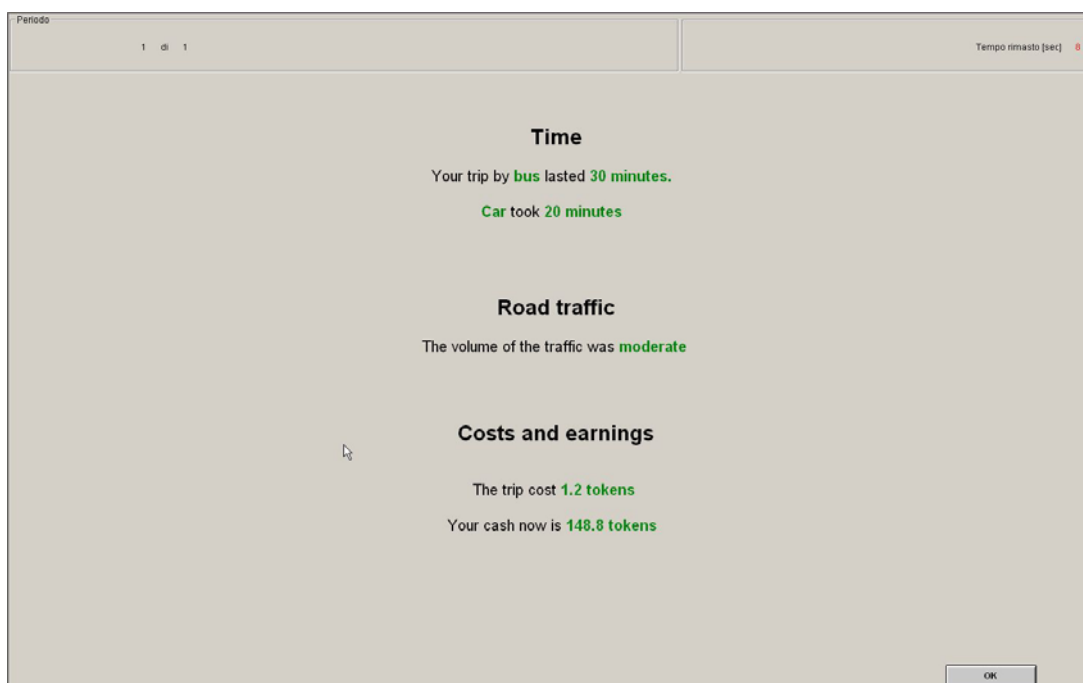 Periodo
1 di 1
Tempo rimasto [sec] 8
Time
Your trip by bus lasted 30 minutes.
Car took 20 minutes
Road traffic
The volume of the traffic was moderate
Costs and earnings
The trip cost 1.2 tokens
Your cash now is 148.8 tokens
OK